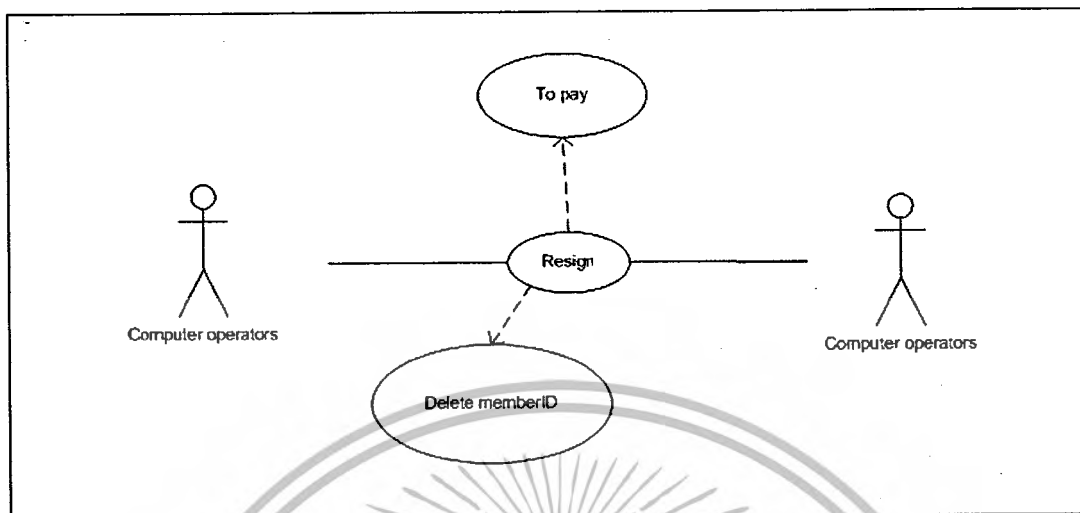 To pay
Resign
Computer operators
Computer operators
Delete memberID